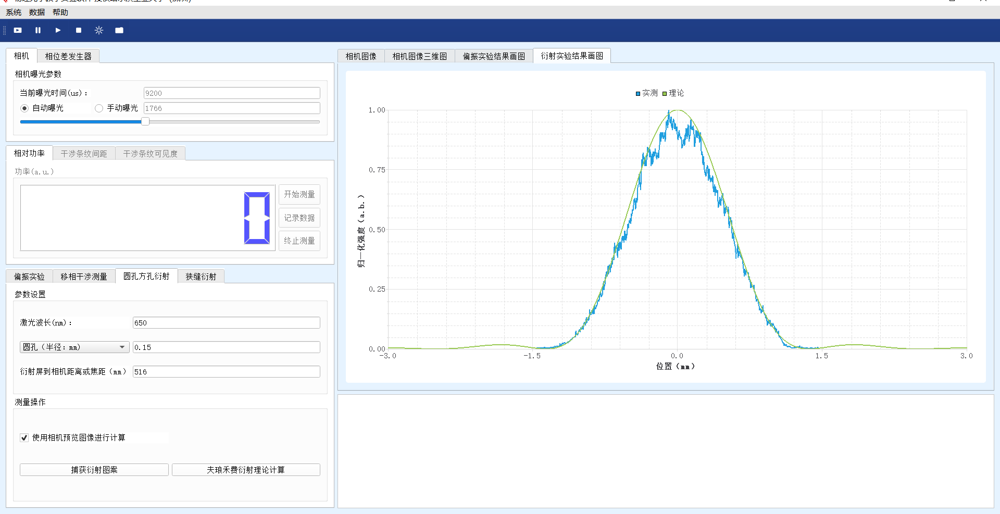 系统 数据 帮助
相机 相位差发生器
相机曝光参数
当前曝光时间(us)：
9200
自动曝光 手动曝光
1766
相对功率 干涉条纹间距 干涉条纹可见度
功率(a.u.)
0
开始测量
记录数据
终止测量
偏振实验 移相干涉测量 圆孔方孔衍射 狭缝衍射
参数设置
激光波长(nm)：
650
圆孔（半径：mm）
0.15
衍射屏到相机距离或焦距（mm）
516
测量操作
使用相机预览图像进行计算
捕获衍射图案 夫琅禾费衍射理论计算
相机图像 相机图像三维图 偏振实验结果画图 衍射实验结果画图
实测 理论
1.00
0.75
0.50
0.25
0.00
归一化强度（a.b.）
-3.0 -1.5 0.0 1.5 3.0
位置（mm）